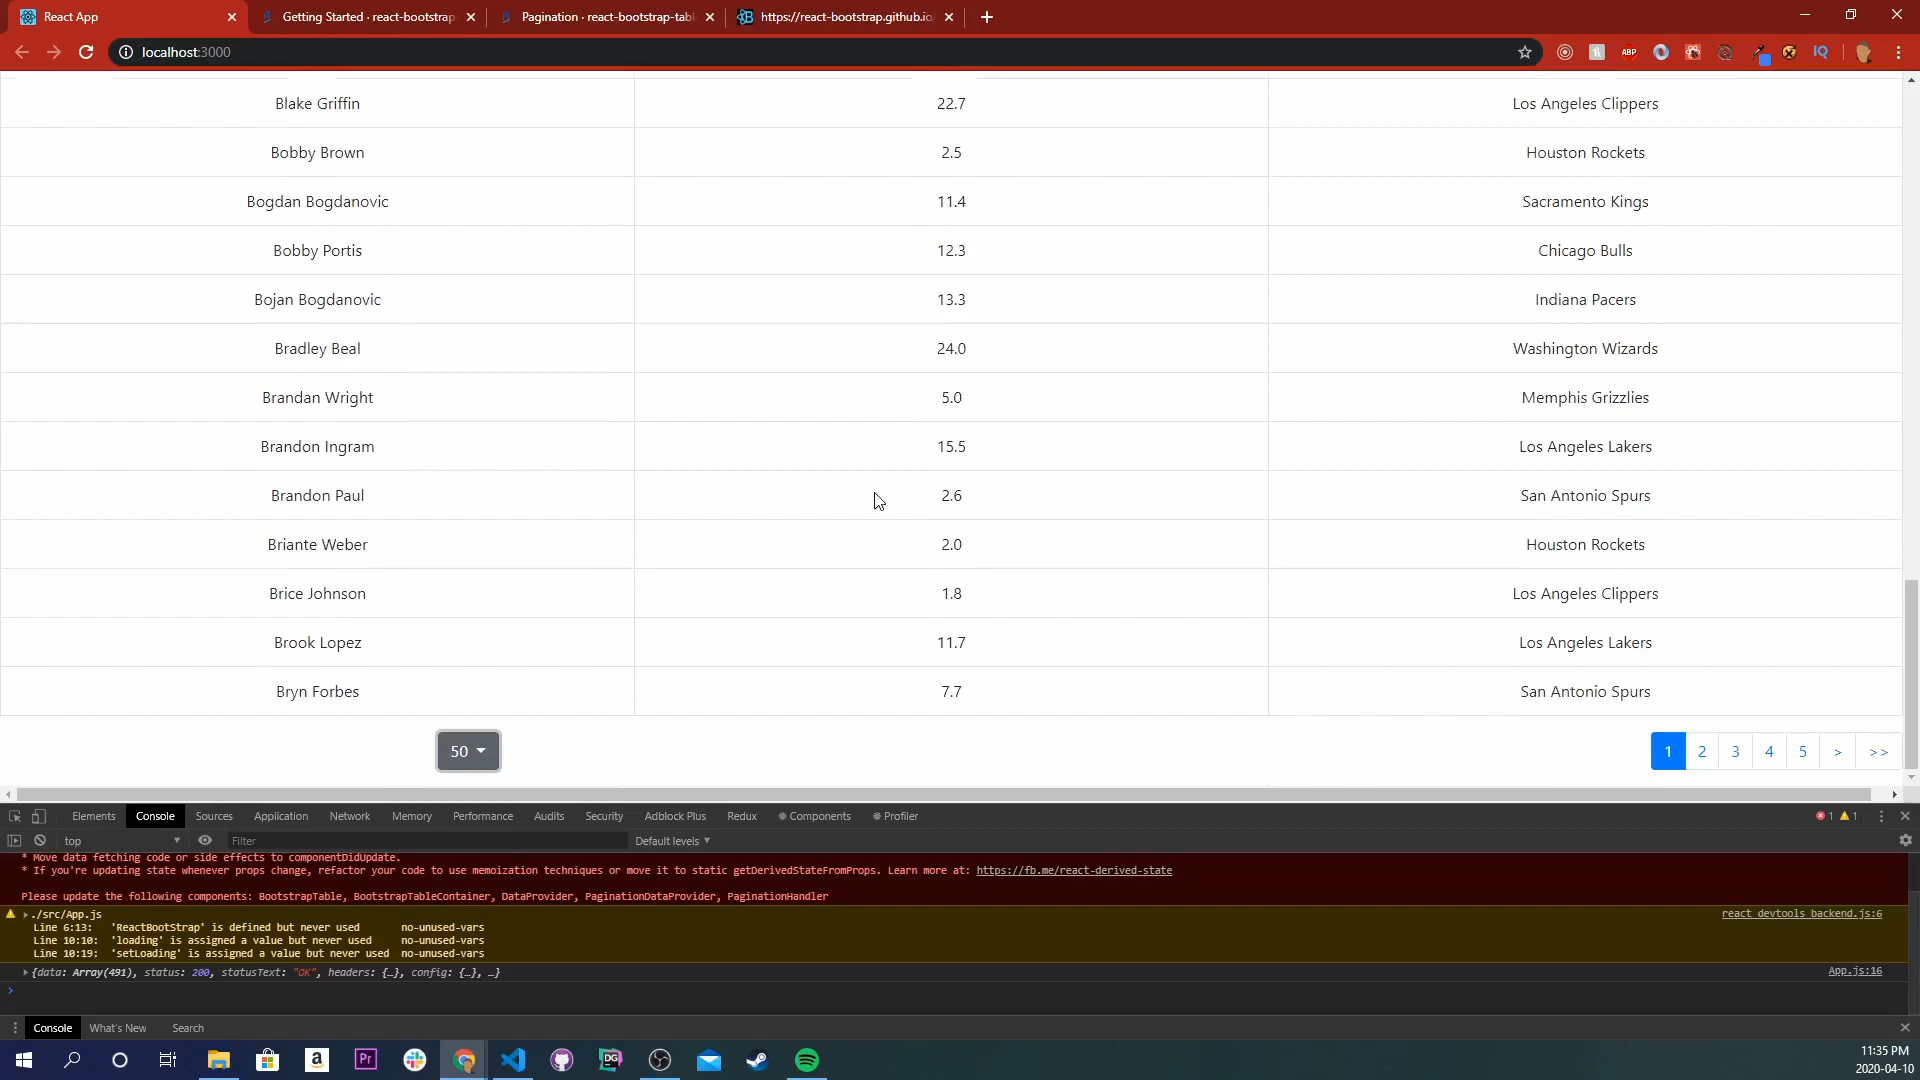 React App
Getting Started · react-bootstrap-
Pagination · react-bootstrap-tabl
https://react-bootstrap.github.io/
localhost:3000
ABP
IQ
Blake Griffin 22.7 Los Angeles Clippers
Bobby Brown 2.5 Houston Rockets
Bogdan Bogdanovic 11.4 Sacramento Kings
Bobby Portis 12.3 Chicago Bulls
Bojan Bogdanovic 13.3 Indiana Pacers
Bradley Beal 24.0 Washington Wizards
Brandan Wright 5.0 Memphis Grizzlies
Brandon Ingram 15.5 Los Angeles Lakers
Brandon Paul 2.6 San Antonio Spurs
Briante Weber 2.0 Houston Rockets
Brice Johnson 1.8 Los Angeles Clippers
Brook Lopez 11.7 Los Angeles Lakers
Bryn Forbes 7.7 San Antonio Spurs
50 1 2 3 4 5 > >>
Elements Console Sources Application Network Memory Performance Audits Security Adblock Plus Redux Components Profiler 1 1
top Filter Default levels
* Move data fetching code or side effects to componentDidUpdate.
* If you're updating state whenever props change, refactor your code to use memoization techniques or move it to static getDerivedStateFromProps. Learn more at: https://fb.me/react-derived-state
Please update the following components: BootstrapTable, BootstrapTableContainer, DataProvider, PaginationDataProvider, PaginationHandler
./src/App.js react_devtools_backend.js:6
Line 6:13: 'ReactBootStrap' is defined but never used no-unused-vars
Line 10:10: 'loading' is assigned a value but never used no-unused-vars
Line 10:19: 'setLoading' is assigned a value but never used no-unused-vars
{data: Array(491), status: 200, statusText: "OK", headers: {…}, config: {…}, …} App.js:16
>
Console What's New Search
Pr
DG
11:35 PM
2020-04-10